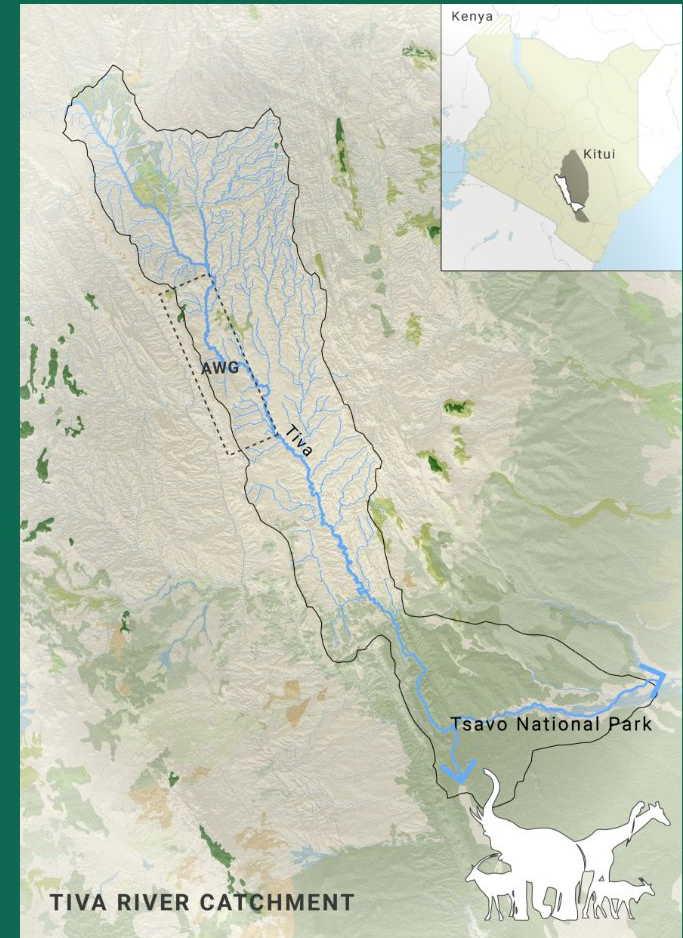 Kenya
Kitui
AWG
Tiva
Tsavo National Park
TIVA RIVER CATCHMENT